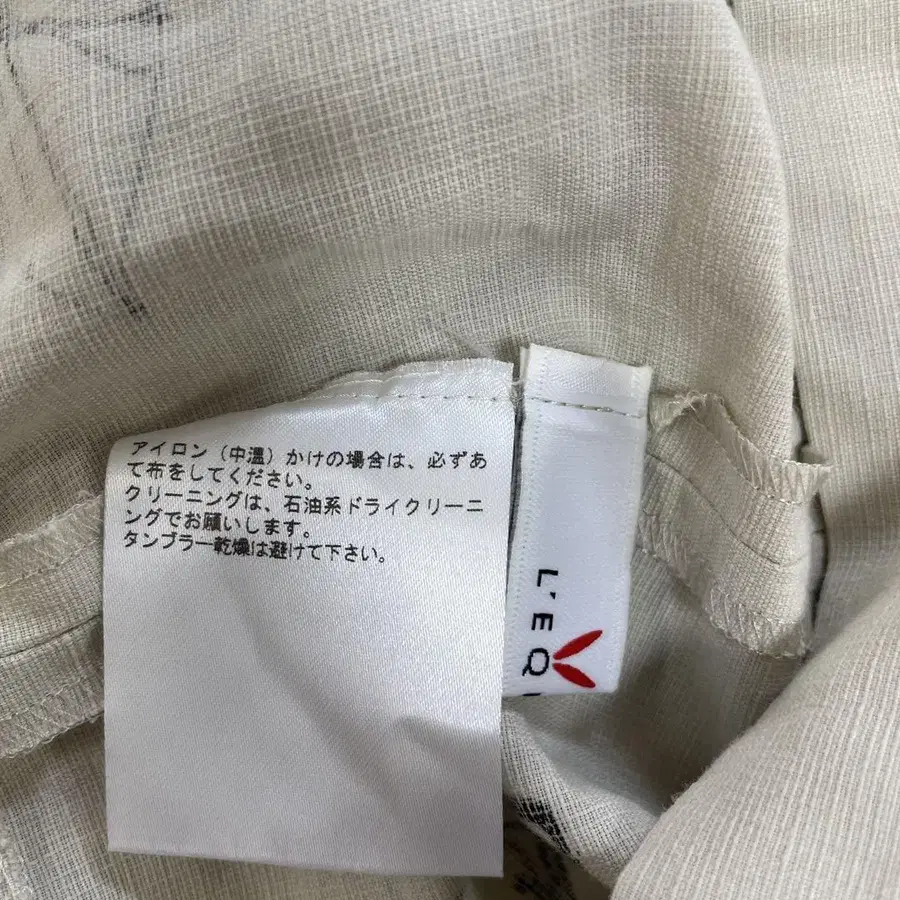 アイロン（中温）かけの場合は、必ずあ
て布をしてください。
クリーニングは、石油系ドライクリーニ
ングでお願いします。
タンブラー乾燥は避けて下さい。
L'EQ